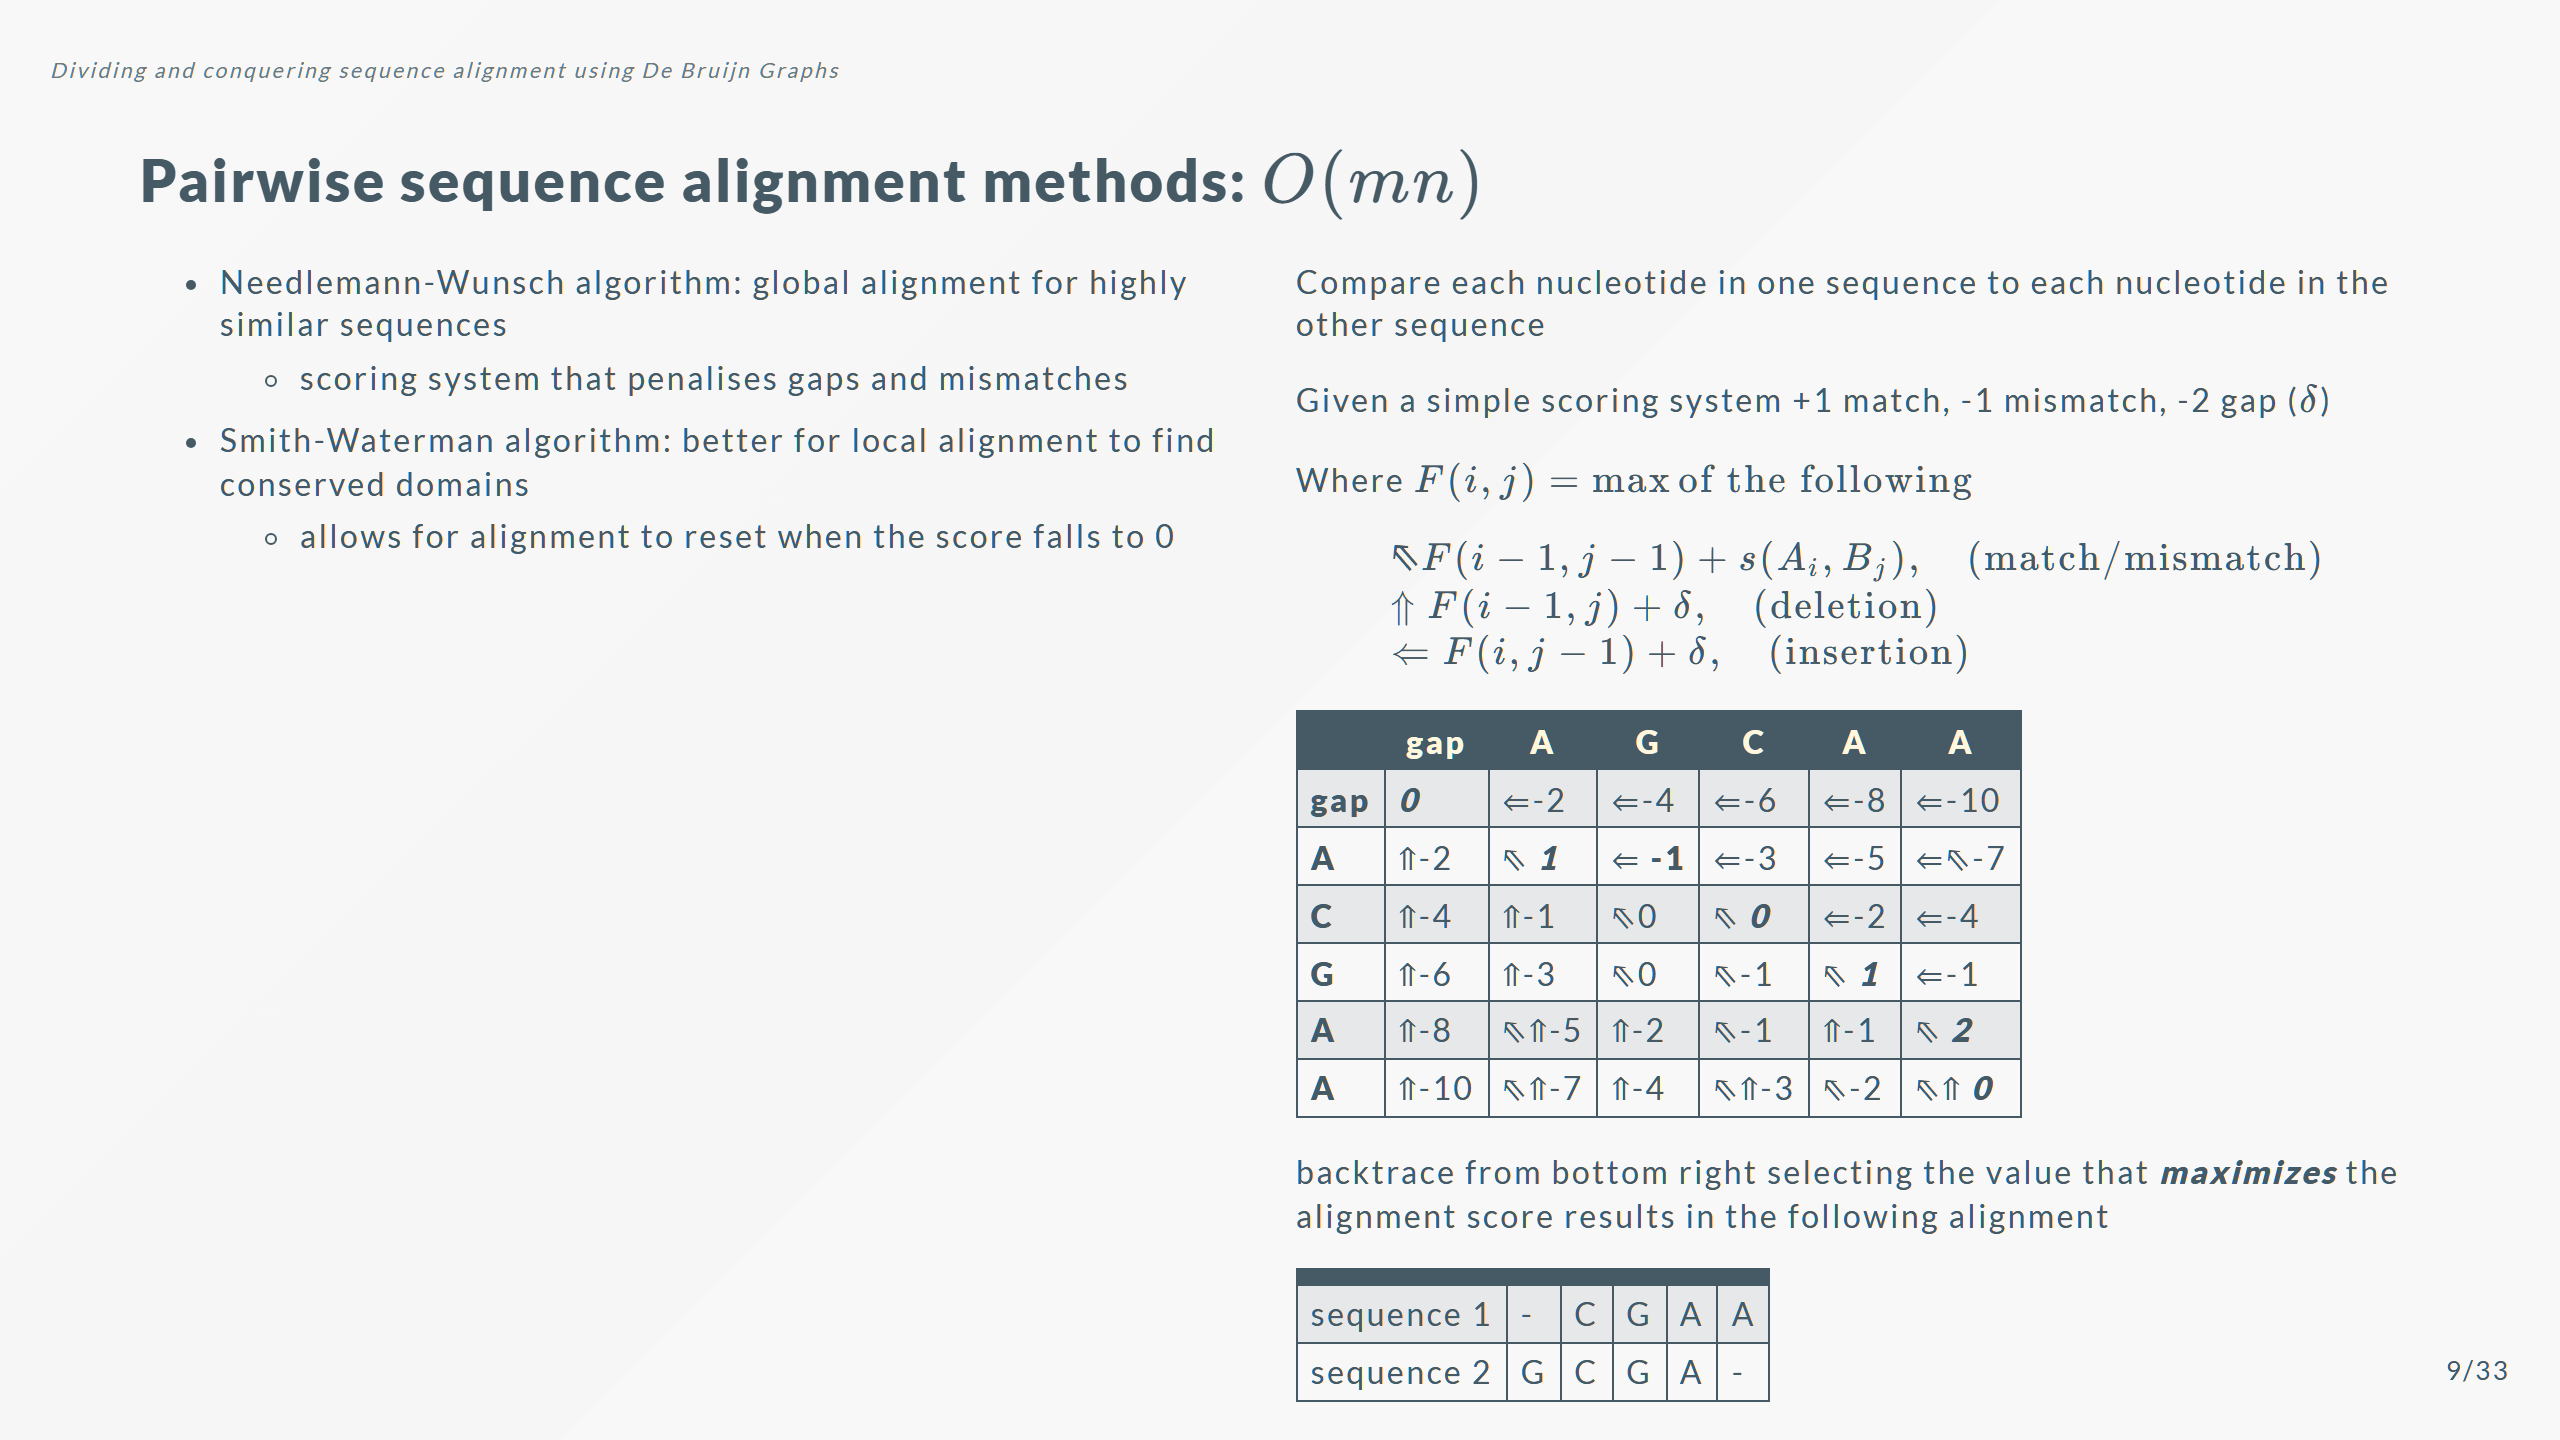 Dividing and conquering sequence alignment using De Bruijn Graphs
Pairwise sequence alignment methods: O(mn)
• Needlemann-Wunsch algorithm: global alignment for highly
similar sequences
◦ scoring system that penalises gaps and mismatches
• Smith-Waterman algorithm: better for local alignment to find
conserved domains
◦ allows for alignment to reset when the score falls to 0
Compare each nucleotide in one sequence to each nucleotide in the
other sequence
Given a simple scoring system +1 match, -1 mismatch, -2 gap (δ)
Where F(i, j) = max of the following
⇖F(i − 1, j − 1) + s(A_i, B_j), (match/mismatch)
⇑ F(i − 1, j) + δ, (deletion)
⇐ F(i, j − 1) + δ, (insertion)
gap A G C A A
gap 0 ⇐-2 ⇐-4 ⇐-6 ⇐-8 ⇐-10
A ⇑-2 ⇖ 1 ⇐ -1 ⇐-3 ⇐-5 ⇐⇖-7
C ⇑-4 ⇑-1 ⇖0 ⇖ 0 ⇐-2 ⇐-4
G ⇑-6 ⇑-3 ⇖0 ⇖-1 ⇖ 1 ⇐-1
A ⇑-8 ⇖⇑-5 ⇑-2 ⇖-1 ⇑-1 ⇖ 2
A ⇑-10 ⇖⇑-7 ⇑-4 ⇖⇑-3 ⇖-2 ⇖⇑ 0
backtrace from bottom right selecting the value that maximizes the
alignment score results in the following alignment
sequence 1 - C G A A
sequence 2 G C G A -
9/33